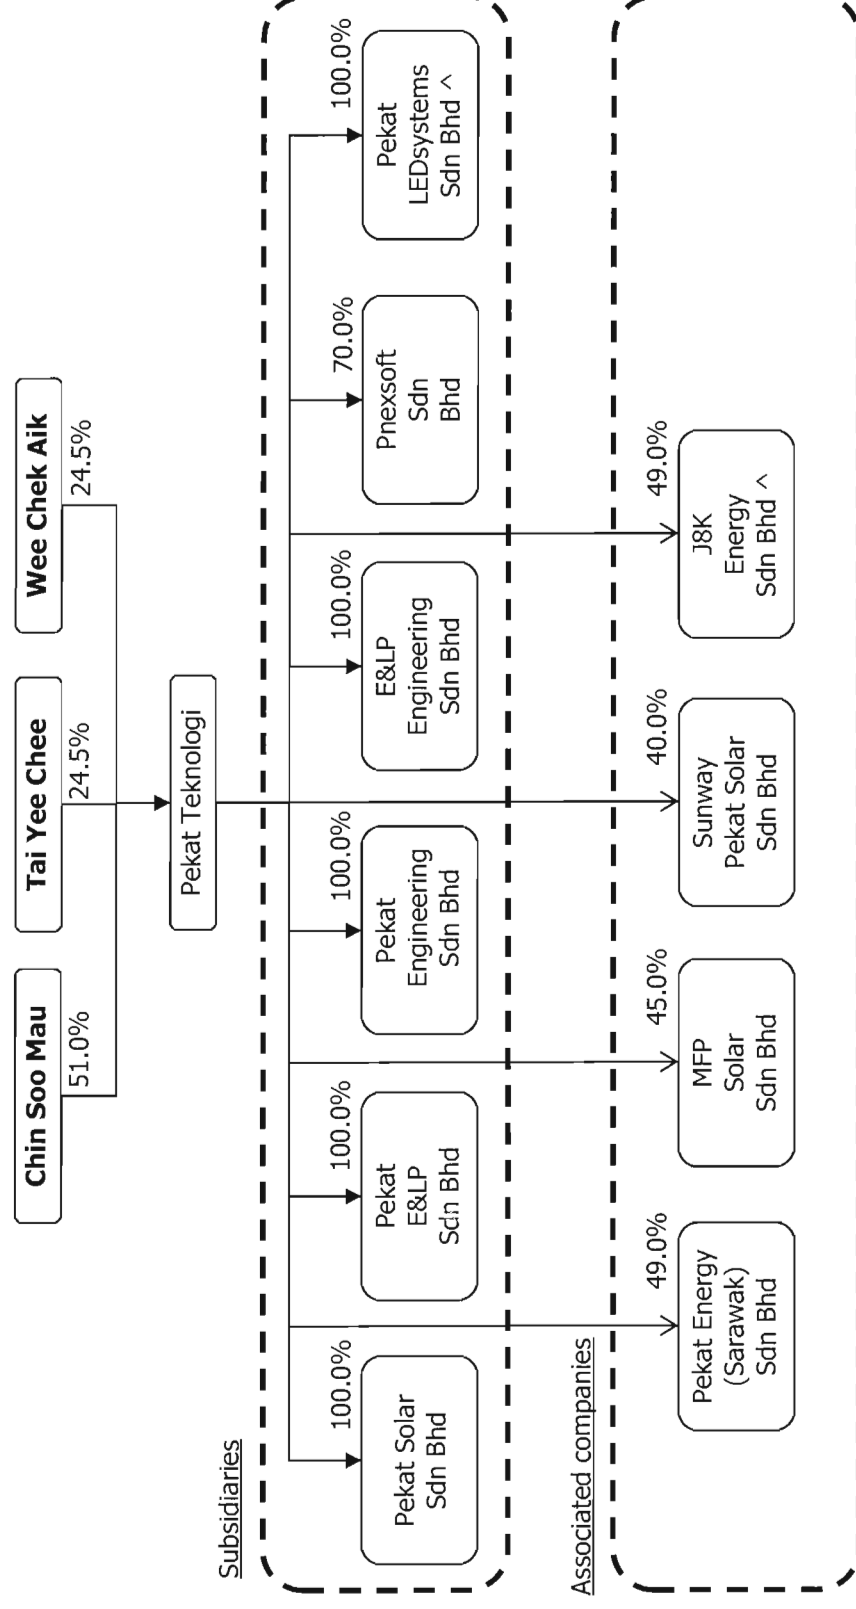 Chin Soo Mau
Tai Yee Chee
Wee Chek Aik
51.0%
24.5%
24.5%
Pekat Teknologi
Subsidiaries
100.0%
100.0%
100.0%
100.0%
70.0%
100.0%
Pekat Solar
Sdn Bhd
Pekat
E&LP
Sdn Bhd
Pekat
Engineering
Sdn Bhd
E&LP
Engineering
Sdn Bhd
Pnexsoft
Sdn
Bhd
Pekat
LEDsystems
Sdn Bhd ^
Associated companies
49.0%
45.0%
40.0%
49.0%
Pekat Energy
(Sarawak)
Sdn Bhd
MFP
Solar
Sdn Bhd
Sunway
Pekat Solar
Sdn Bhd
J8K
Energy
Sdn Bhd ^